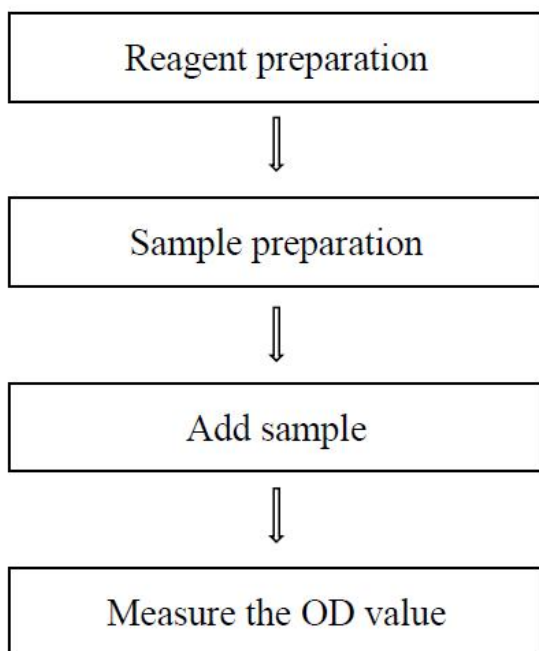 Reagent preparation
Sample preparation
Add sample
Measure the OD value